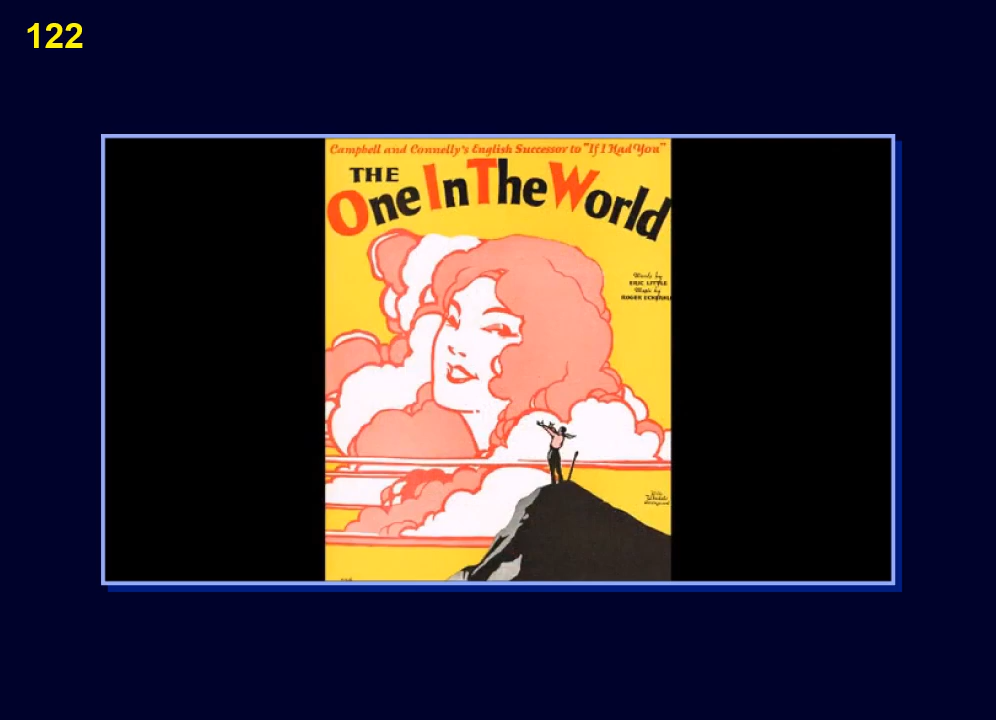 122
Campbell and Connelly's English Successor to "If I Had You"
THE
One In The World
Words by
ERIC LITTLE
Music by
ROGER